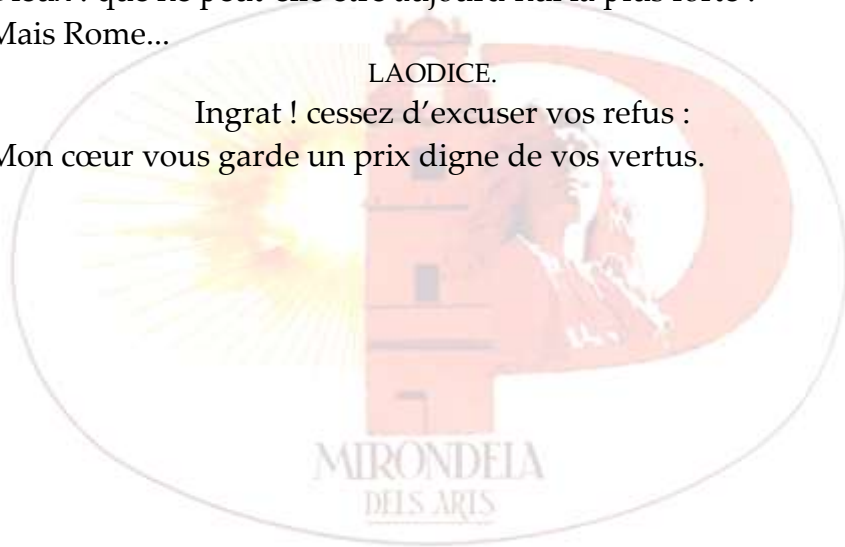 que ne peut-elle être aujourd'hui la plus forte !
Mais Rome...
LAODICE.
Ingrat ! cessez d’excuser vos refus :
Mon cœur vous garde un prix digne de vos vertus.
MIRONDELA
DELS ARTS